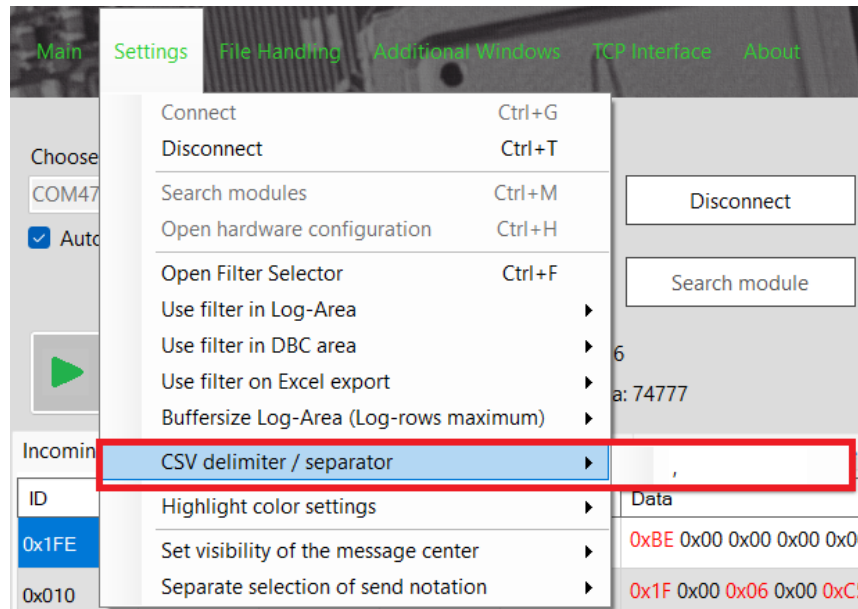 Main Settings File Handling Additional Windows TCP Interface About
Connect Ctrl+G
Choose
Disconnect Ctrl+T
COM47
Search modules Ctrl+M
Disconnect
Open hardware configuration Ctrl+H
Open Filter Selector Ctrl+F
Search module
Use filter in Log-Area
Use filter in DBC area
6
Use filter on Excel export
a: 74777
Buffersize Log-Area (Log-rows maximum)
CSV delimiter / separator ,
ID
Highlight color settings
Data
0x1FE
Set visibility of the message center
0xBE 0x00 0x00 0x00
0x010
Separate selection of send notation
0x1F 0x00 0x06 0x00